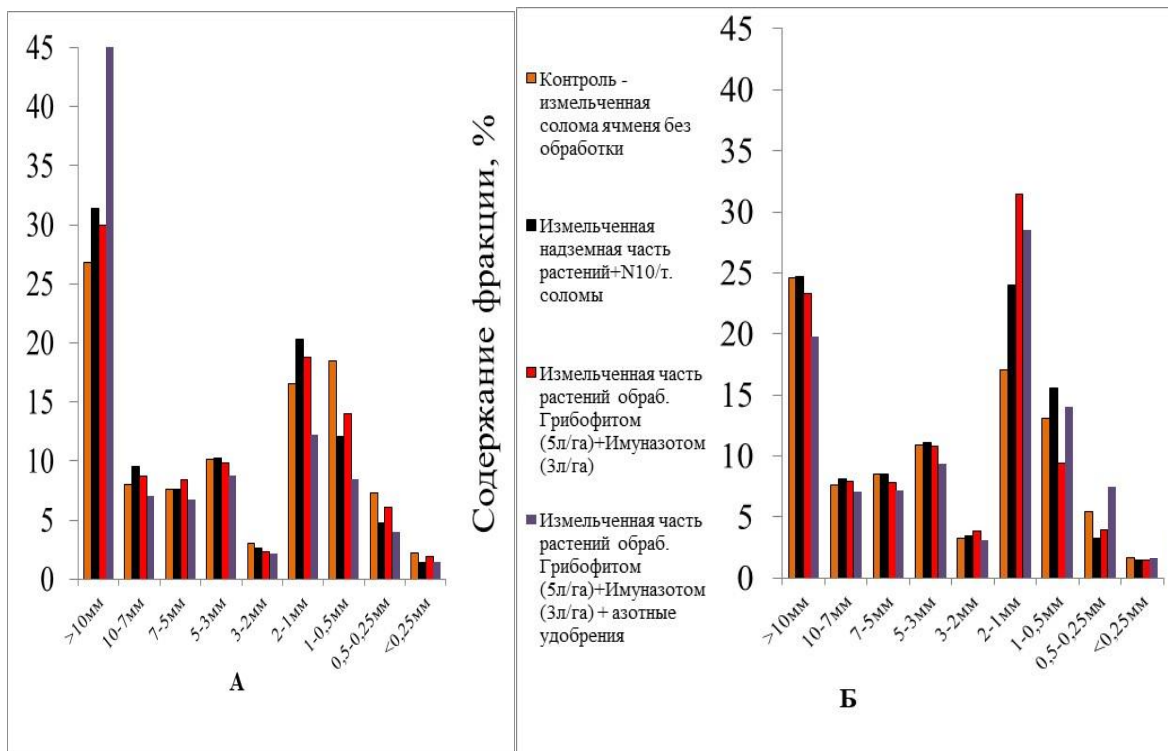 45
40
35
30
25
20
15
10
5
0
>10мм
10-7мм
7-5мм
5-3мм
3-2мм
2-1мм
1-0,5мм
0,5-0,25мм
<0,25мм
А
Содержание фракции, %
Контроль -
измельченная
солома ячменя без
обработки
Измельченная
надземная часть
растений+N10/т.
соломы
Измельченная часть
растений обраб.
Грибофитом
(5л/га)+Имуназотом
(3л/га)
Измельченная часть
растений обраб.
Грибофитом
(5л/га)+Имуназотом
(3л/га) + азотные
удобрения
45
40
35
30
25
20
15
10
5
0
>10мм
10-7мм
7-5мм
5-3мм
3-2мм
2-1мм
1-0,5мм
0,5-0,25мм
<0,25мм
Б